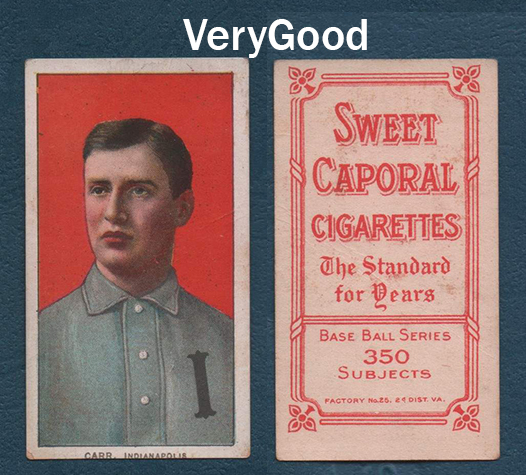 VeryGood
I
CARR, INDIANAPOLIS
SWEET
CAPORAL
CIGARETTES
The Standard
for Years
BASE BALL SERIES
350
SUBJECTS
FACTORY No. 25. 2d DIST. VA.